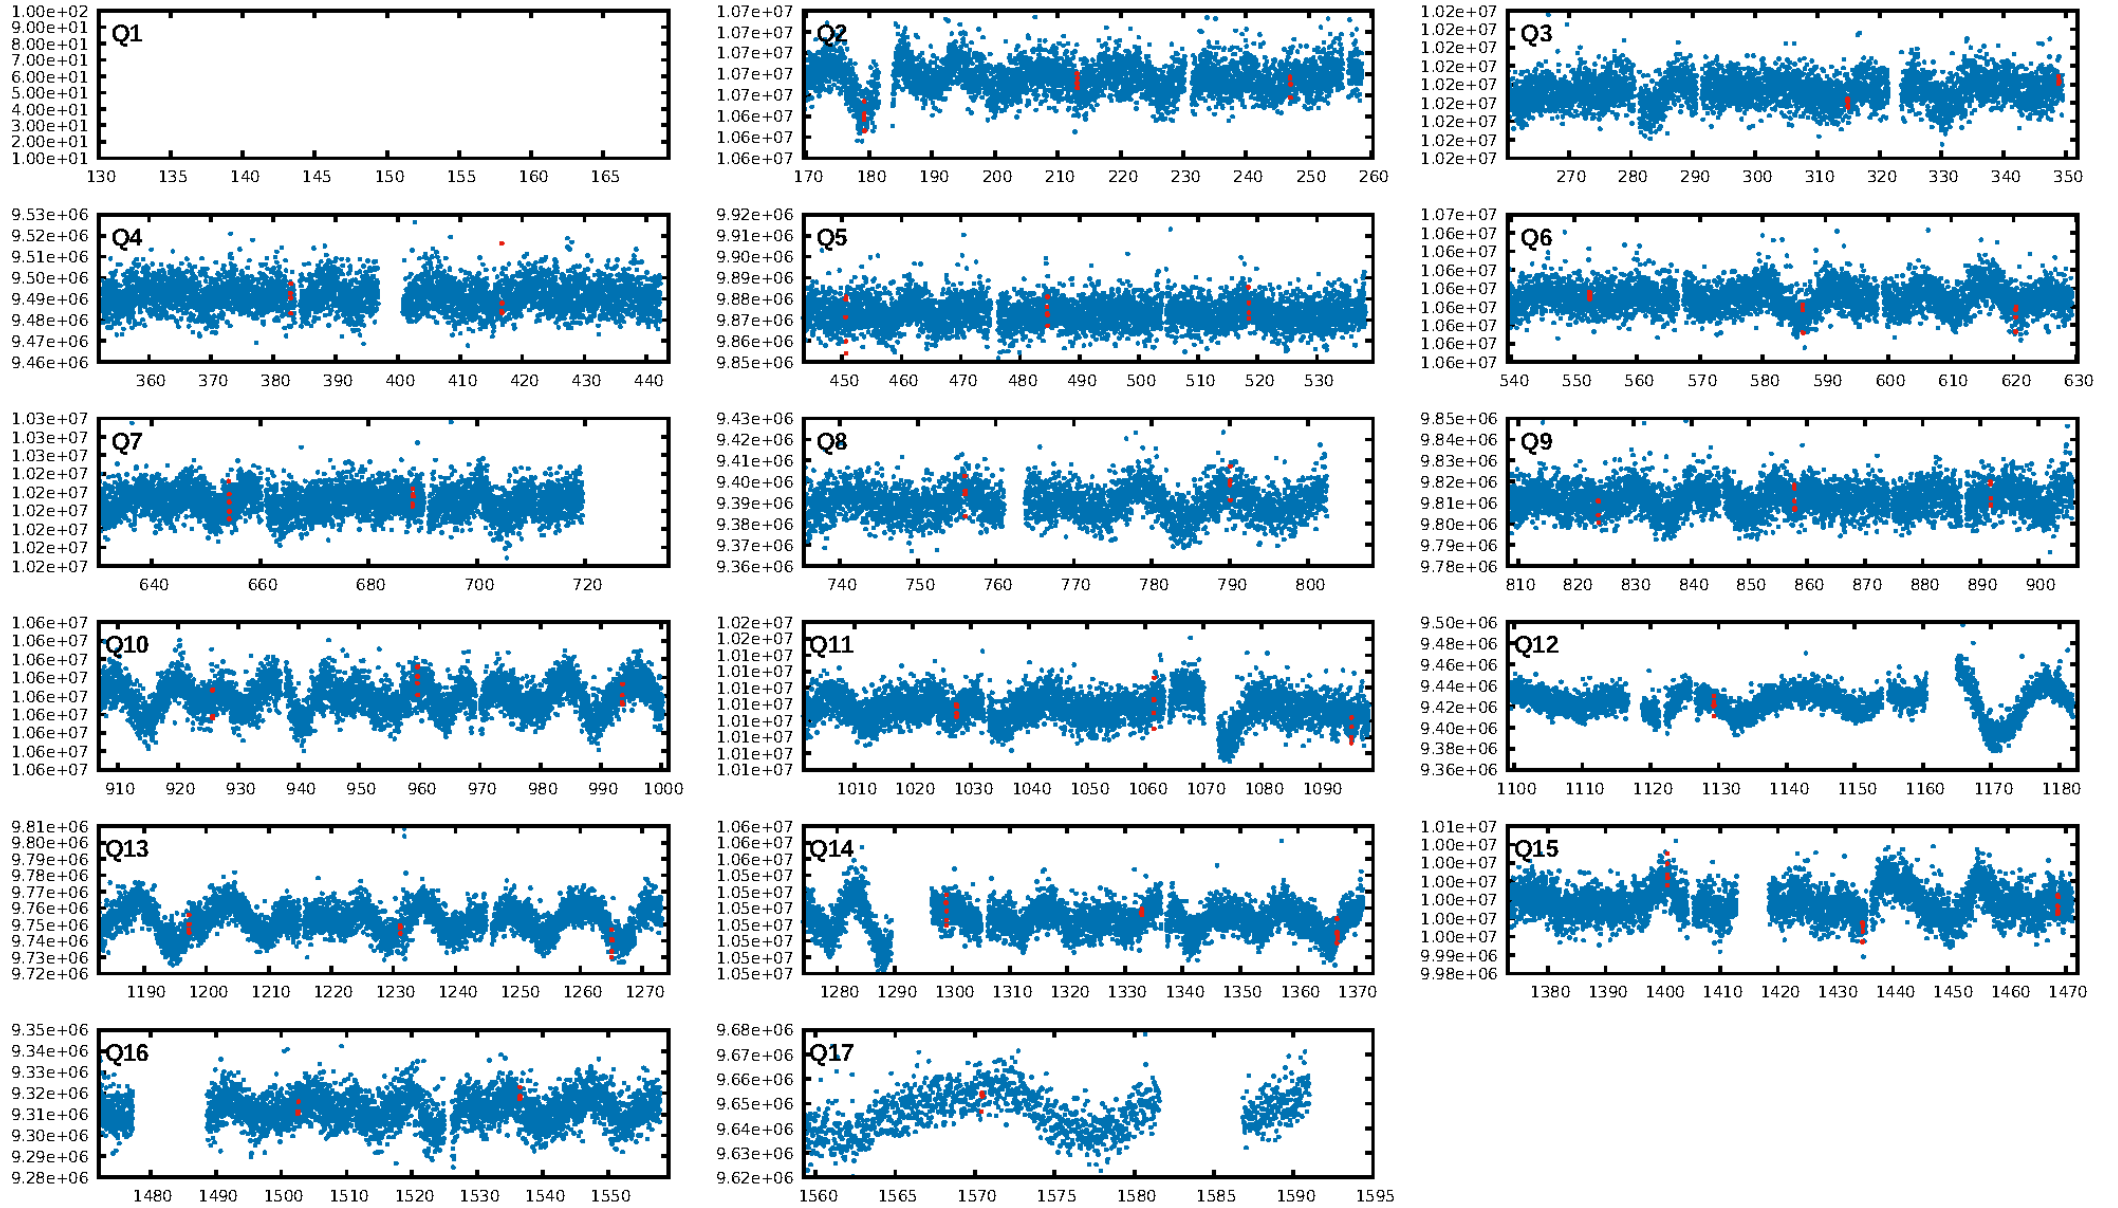 Q1
1.00e+02
9.00e+01
8.00e+01
7.00e+01
6.00e+01
5.00e+01
4.00e+01
3.00e+01
2.00e+01
1.00e+01
130 135 140 145 150 155 160 165
Q2
1.07e+07
1.07e+07
1.07e+07
1.07e+07
1.07e+07
1.06e+07
1.06e+07
1.06e+07
170 180 190 200 210 220 230 240 250 260
Q3
1.02e+07
1.02e+07
1.02e+07
1.02e+07
1.02e+07
1.02e+07
1.02e+07
1.02e+07
1.02e+07
270 280 290 300 310 320 330 340 350
Q4
9.53e+06
9.52e+06
9.51e+06
9.50e+06
9.49e+06
9.48e+06
9.47e+06
9.46e+06
360 370 380 390 400 410 420 430 440
Q5
9.92e+06
9.91e+06
9.90e+06
9.89e+06
9.88e+06
9.87e+06
9.86e+06
9.85e+06
450 460 470 480 490 500 510 520 530
Q6
1.07e+07
1.06e+07
1.06e+07
1.06e+07
1.06e+07
1.06e+07
1.06e+07
1.06e+07
1.06e+07
540 550 560 570 580 590 600 610 620 630
Q7
1.03e+07
1.03e+07
1.03e+07
1.02e+07
1.02e+07
1.02e+07
1.02e+07
1.02e+07
1.02e+07
640 660 680 700 720
Q8
9.43e+06
9.42e+06
9.41e+06
9.40e+06
9.39e+06
9.38e+06
9.37e+06
9.36e+06
740 750 760 770 780 790 800
Q9
9.85e+06
9.84e+06
9.83e+06
9.82e+06
9.81e+06
9.80e+06
9.79e+06
9.78e+06
810 820 830 840 850 860 870 880 890 900
Q10
1.06e+07
1.06e+07
1.06e+07
1.06e+07
1.06e+07
1.06e+07
1.06e+07
1.06e+07
1.06e+07
910 920 930 940 950 960 970 980 990 1000
Q11
1.02e+07
1.02e+07
1.01e+07
1.01e+07
1.01e+07
1.01e+07
1.01e+07
1.01e+07
1.01e+07
1.01e+07
1010 1020 1030 1040 1050 1060 1070 1080 1090
Q12
9.50e+06
9.48e+06
9.46e+06
9.44e+06
9.42e+06
9.40e+06
9.38e+06
9.36e+06
1100 1110 1120 1130 1140 1150 1160 1170 1180
Q13
9.81e+06
9.80e+06
9.79e+06
9.78e+06
9.77e+06
9.76e+06
9.75e+06
9.74e+06
9.73e+06
9.72e+06
1190 1200 1210 1220 1230 1240 1250 1260 1270
Q14
1.06e+07
1.06e+07
1.06e+07
1.05e+07
1.05e+07
1.05e+07
1.05e+07
1.05e+07
1.05e+07
1.05e+07
1280 1290 1300 1310 1320 1330 1340 1350 1360 1370
Q15
1.01e+07
1.00e+07
1.00e+07
1.00e+07
1.00e+07
1.00e+07
1.00e+07
9.99e+06
9.98e+06
1380 1390 1400 1410 1420 1430 1440 1450 1460 1470
Q16
9.35e+06
9.34e+06
9.33e+06
9.32e+06
9.31e+06
9.30e+06
9.29e+06
9.28e+06
1480 1490 1500 1510 1520 1530 1540 1550
Q17
9.68e+06
9.67e+06
9.66e+06
9.65e+06
9.64e+06
9.63e+06
9.62e+06
1560 1565 1570 1575 1580 1585 1590 1595